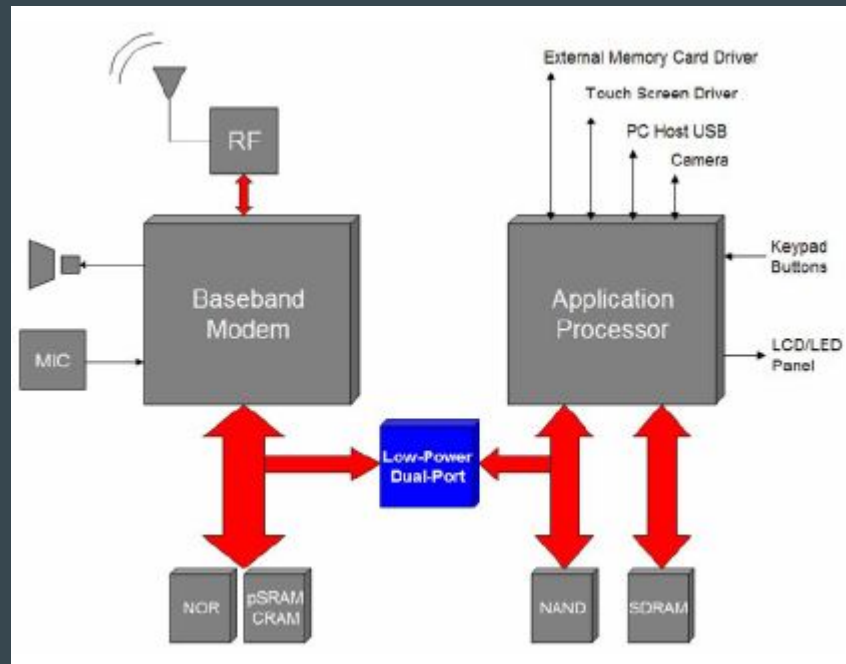 External Memory Card Driver
Touch Screen Driver
PC Host USB
Camera
RF
Baseband
Modem
Application
Processor
Keypad
Buttons
MIC
LCD/LED
Panel
Low-Power
Dual-Port
NOR
pSRAM
CRAM
NAND
SDRAM